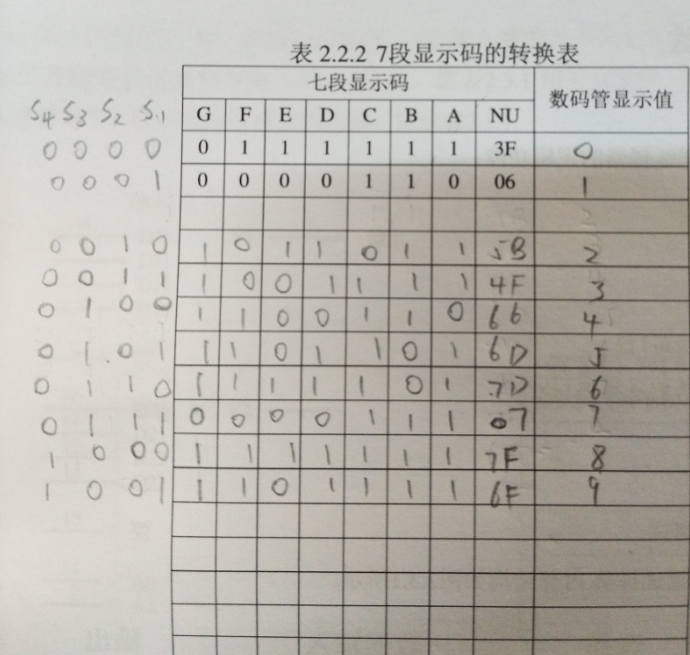 表 2.2.2 7段显示码的转换表
七段显示码 数码管显示值
S4 S3 S2 S1 G F E D C B A NU
0 0 0 0 0 1 1 1 1 1 1 3F 0
0 0 0 1 0 0 0 0 1 1 0 06 1
0 0 1 0 1 0 1 1 0 1 1 5B 2
0 0 1 1 1 0 0 1 1 1 1 4F 3
0 1 0 0 1 1 0 0 1 1 0 66 4
0 1 0 1 1 1 0 1 1 0 1 6D 5
0 1 1 0 1 1 1 1 1 0 1 7D 6
0 1 1 1 0 0 0 0 1 1 1 07 7
1 0 0 0 1 1 1 1 1 1 1 7F 8
1 0 0 1 1 1 0 1 1 1 1 6F 9